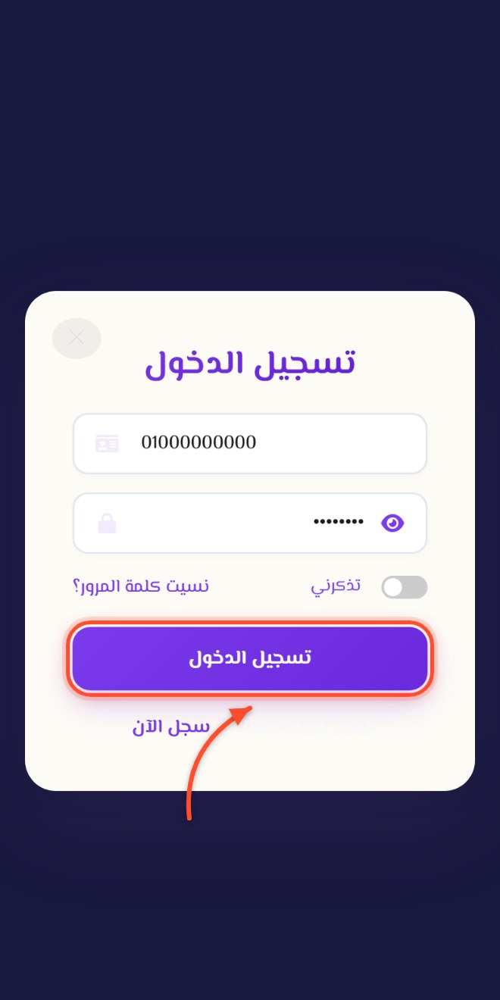 تسجيل الدخول
01000000000
••••••••
تذكرني
نسيت كلمة المرور؟
تسجيل الدخول
سجل الآن